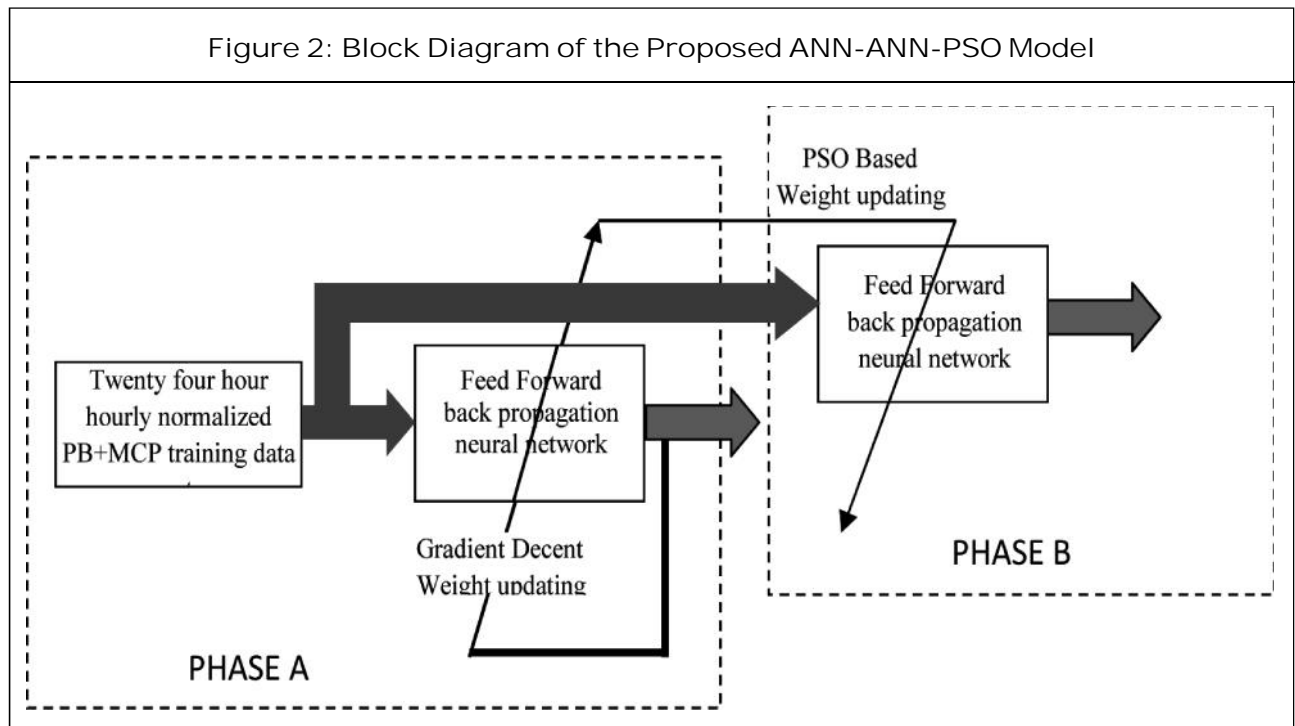 Figure 2: Block Diagram of the Proposed ANN-ANN-PSO Model
PSO Based
Weight updating
Feed Forward
back propagation
neural network
Twenty four hour
hourly normalized
PB+MCP training data
Feed Forward
back propagation
neural network
Gradient Decent
Weight updating
PHASE B
PHASE A